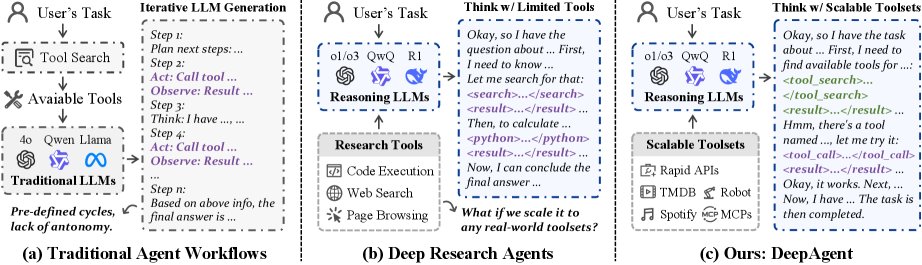 User's Task
Tool Search
Avaiable Tools
4o Qwen Llama
Traditional LLMs
Pre-defined cycles,
lack of antonomy.
Iterative LLM Generation
Step 1:
Plan next steps: ...
Step 2:
Act: Call tool ...
Observe: Result ...
Step 3:
Think: I have ..., ...
Step 4:
Act: Call tool ...
Observe: Result ...
...
Step n:
Based on above info, the
final answer is ...
(a) Traditional Agent Workflows
User's Task
o1/o3 QwQ R1
Reasoning LLMs
Research Tools
Code Execution
Web Search
Page Browsing
Think w/ Limited Tools
Okay, so I have the
question about ... First,
I need to know ...
Let me search for that:
<search>...</search>
<result>...</result> ...
Then, to calculate ...
<python>...</python>
<result>...</result> ...
Now, I can conclude the
final answer ...
What if we scale it to
any real-world toolsets?
(b) Deep Research Agents
User's Task
o1/o3 QwQ R1
Reasoning LLMs
Scalable Toolsets
Rapid APIs
TMDB Robot
Spotify MCP MCPs
Think w/ Scalable Toolsets
Okay, so I have the task
about ... First, I need to
find available tools for ...:
<tool_search>...
</tool_search>
<result>...</result> ...
Hmm, there's a tool
named ..., let me try it:
<tool_call>...</tool_call>
<result>...</result> ...
Okay, it works. Next, ...
Now, I have ... The task is
then completed.
(c) Ours: DeepAgent